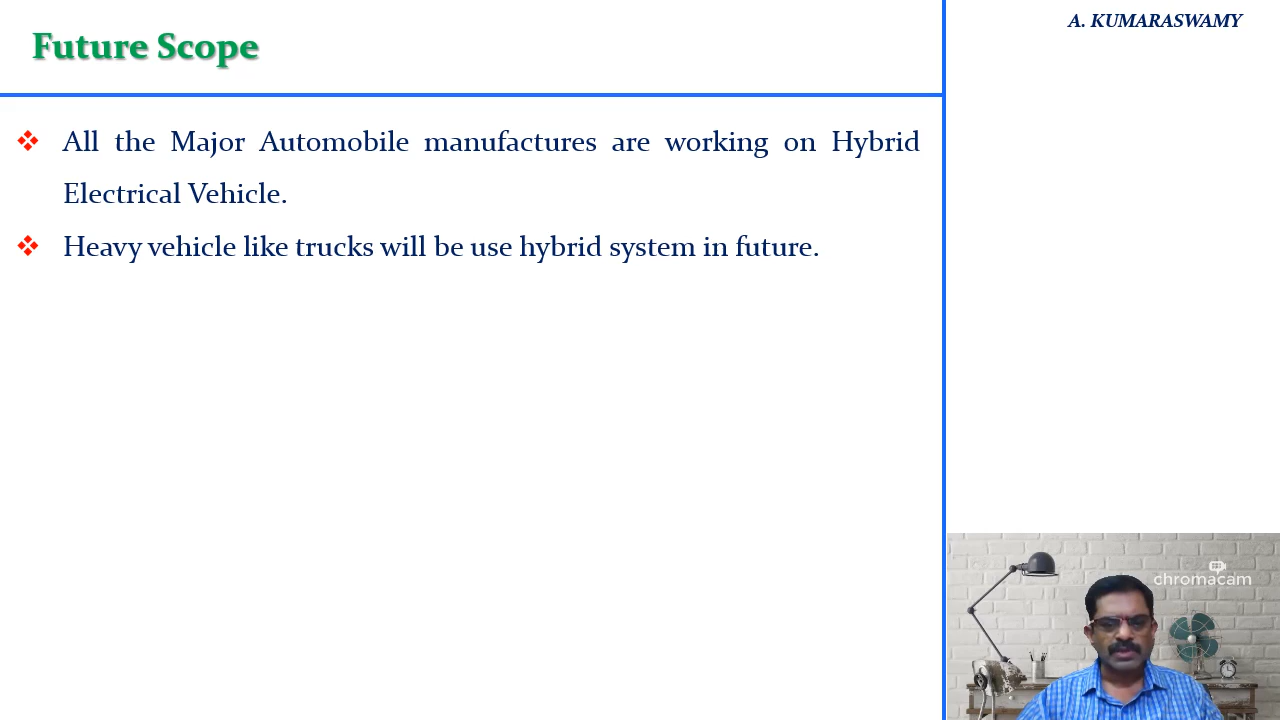 Future Scope
A. KUMARASWAMY
All the Major Automobile manufactures are working on Hybrid
Electrical Vehicle.
Heavy vehicle like trucks will be use hybrid system in future.
chromacam